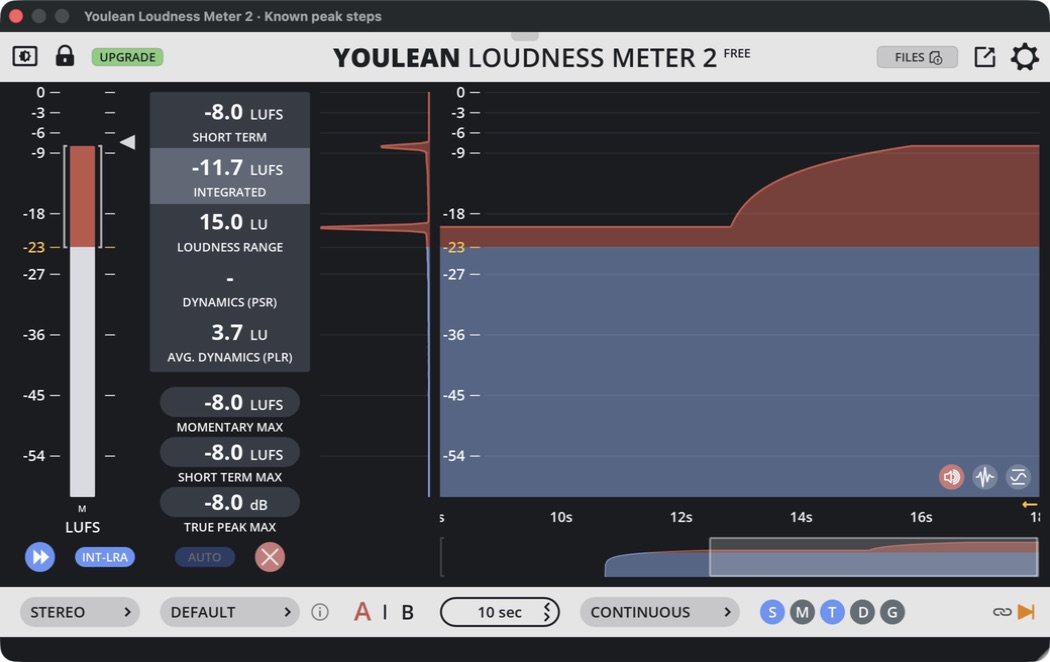 Youlean Loudness Meter 2 · Known peak steps
UPGRADE
YOULEAN LOUDNESS METER 2 FREE
FILES
0
-3
-6
-9
-18
-23
-27
-36
-45
-54
M
LUFS
-8.0 LUFS
SHORT TERM
-11.7 LUFS
INTEGRATED
15.0 LU
LOUDNESS RANGE
-
DYNAMICS (PSR)
3.7 LU
AVG. DYNAMICS (PLR)
-8.0 LUFS
MOMENTARY MAX
-8.0 LUFS
SHORT TERM MAX
-8.0 dB
TRUE PEAK MAX
0
-3
-6
-9
-18
-23
-27
-36
-45
-54
s 10s 12s 14s 16s 18
INT-LRA
AUTO
STEREO
DEFAULT
A | B
10 sec
CONTINUOUS
S M T D G